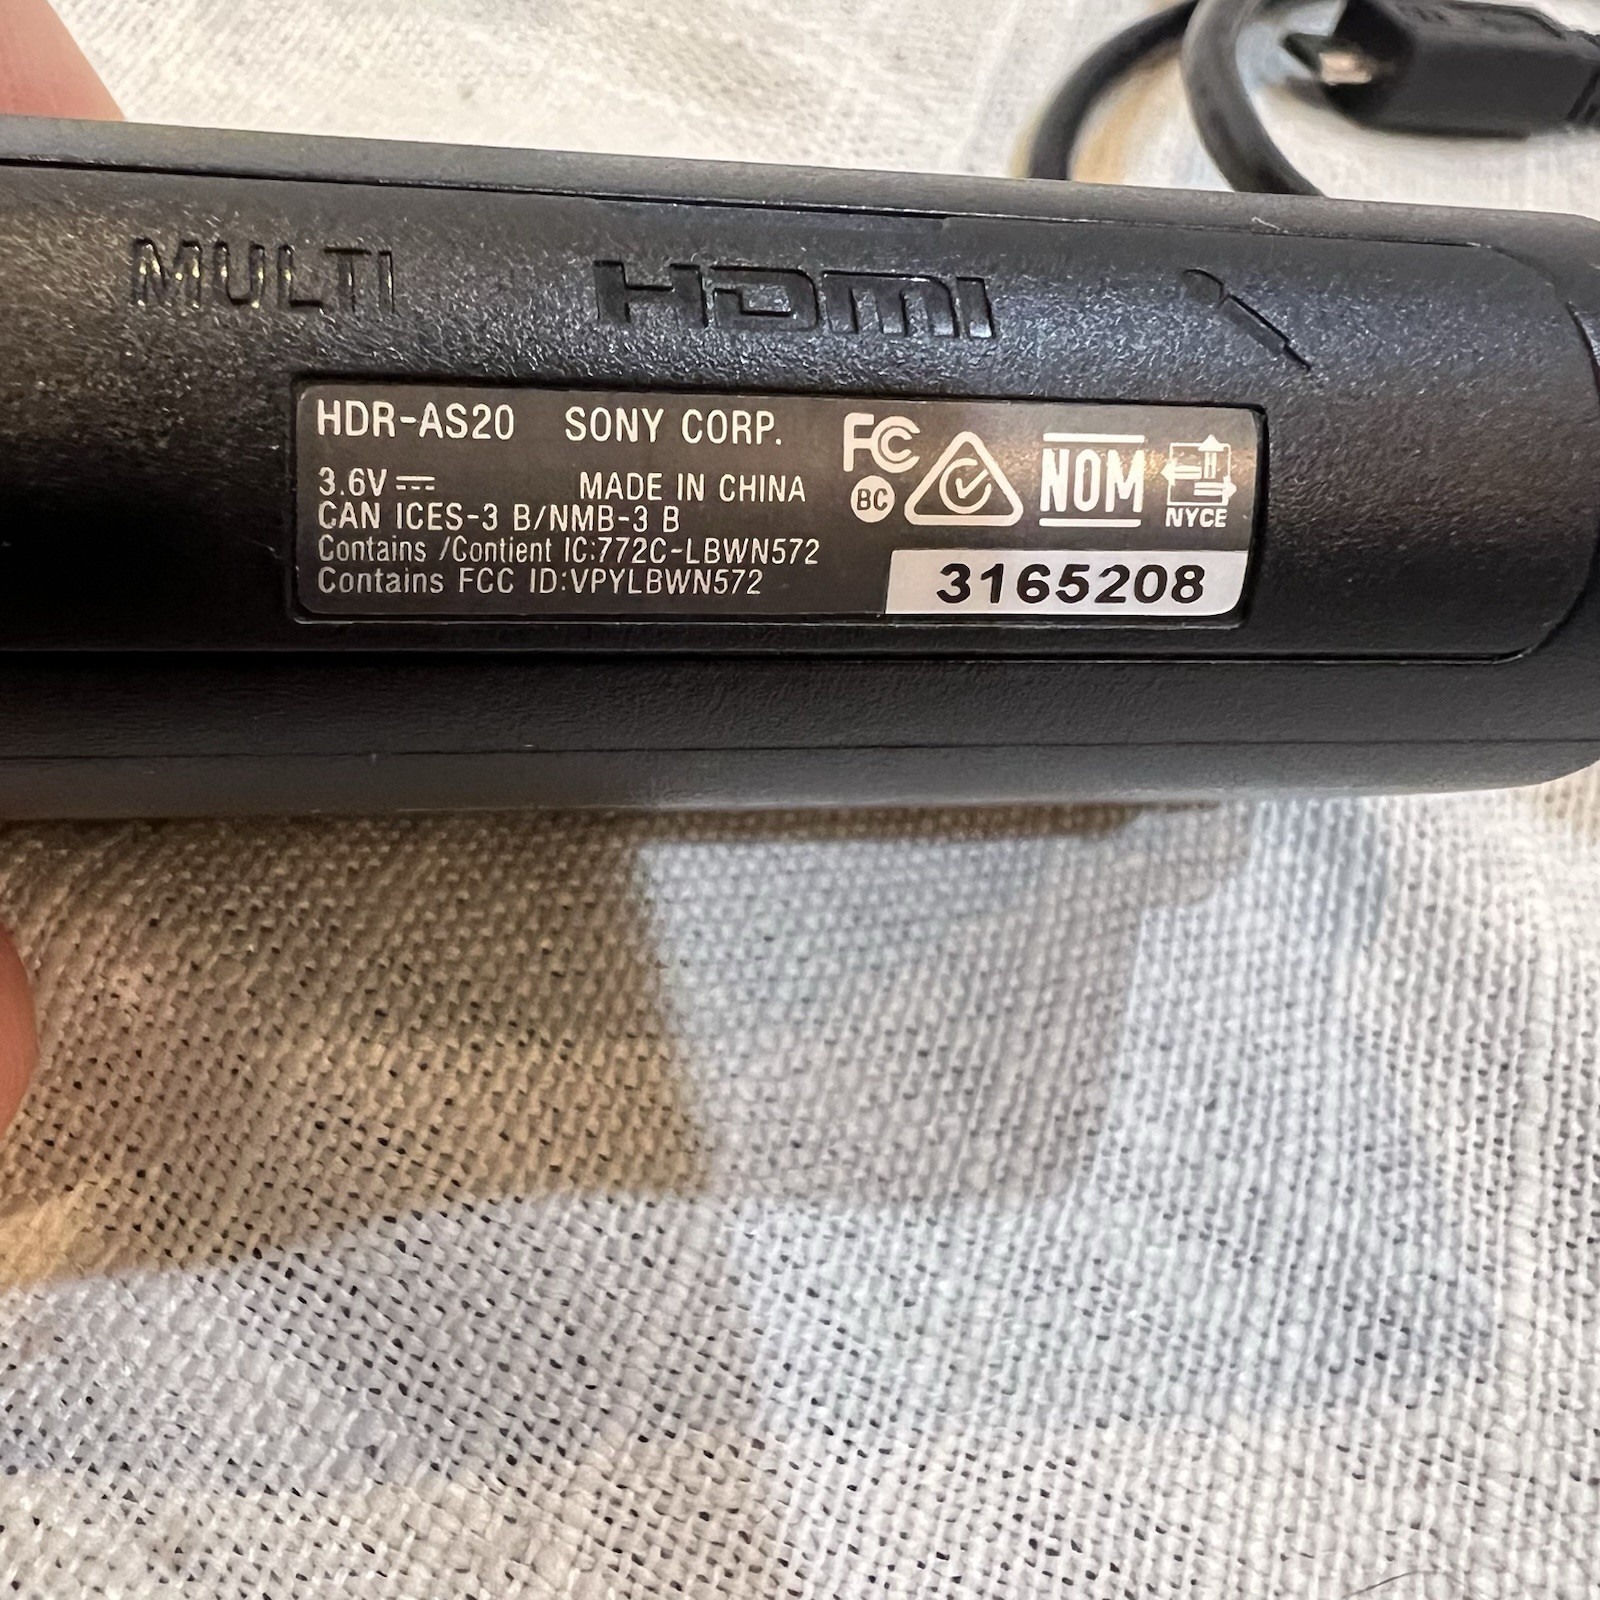 MULTI HDMI
HDR-AS20 SONY CORP. FC
3.6V MADE IN CHINA BC NOM NYCE
CAN ICES-3 B/NMB-3 B
Contains /Contient IC:772C-LBWN572
Contains FCC ID:VPYLBWN572 3165208